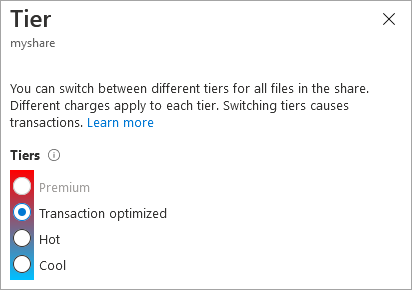 Tier
myshare
You can switch between different tiers for all files in the share.
Different charges apply to each tier. Switching tiers causes
transactions. Learn more
Tiers
Premium
Transaction optimized
Hot
Cool